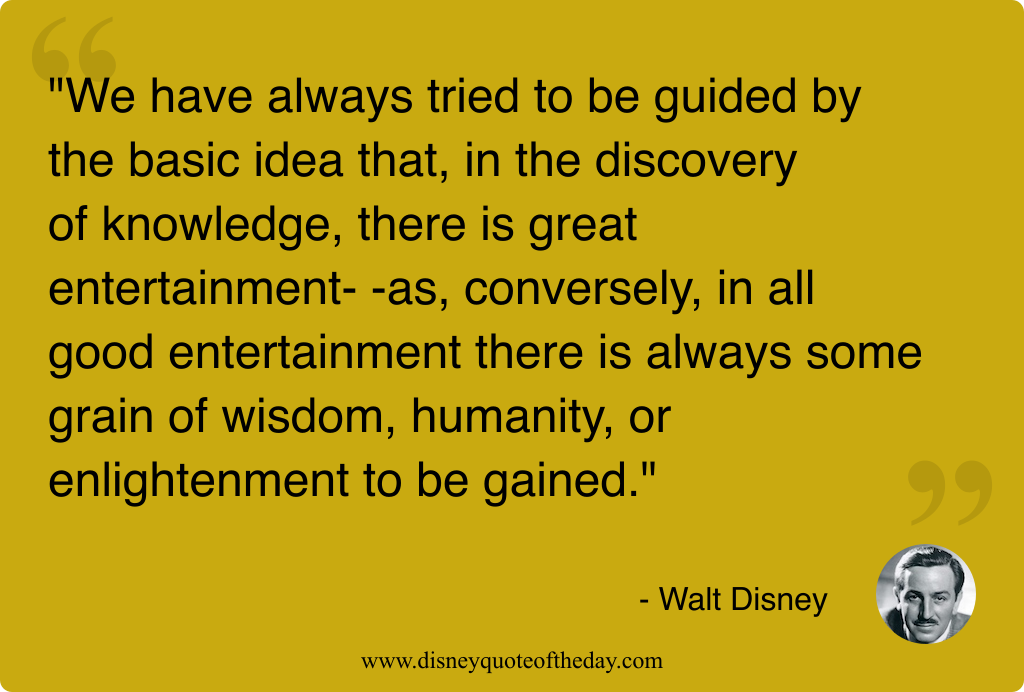 "We have always tried to be guided by
the basic idea that, in the discovery
of knowledge, there is great
entertainment- -as, conversely, in all
good entertainment there is always some
grain of wisdom, humanity, or
enlightenment to be gained."
- Walt Disney
www.disneyquoteoftheday.com